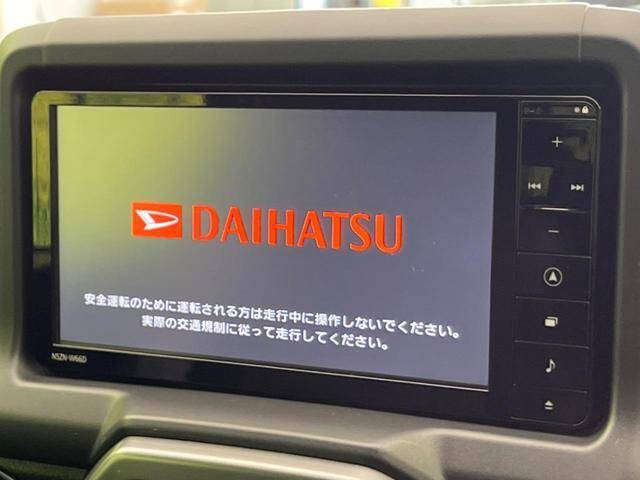 DAIHATSU
安全運転のために運転される方は走行中に操作しないでください。
実際の交通規制に従って走行してください。
NSZN-W66D